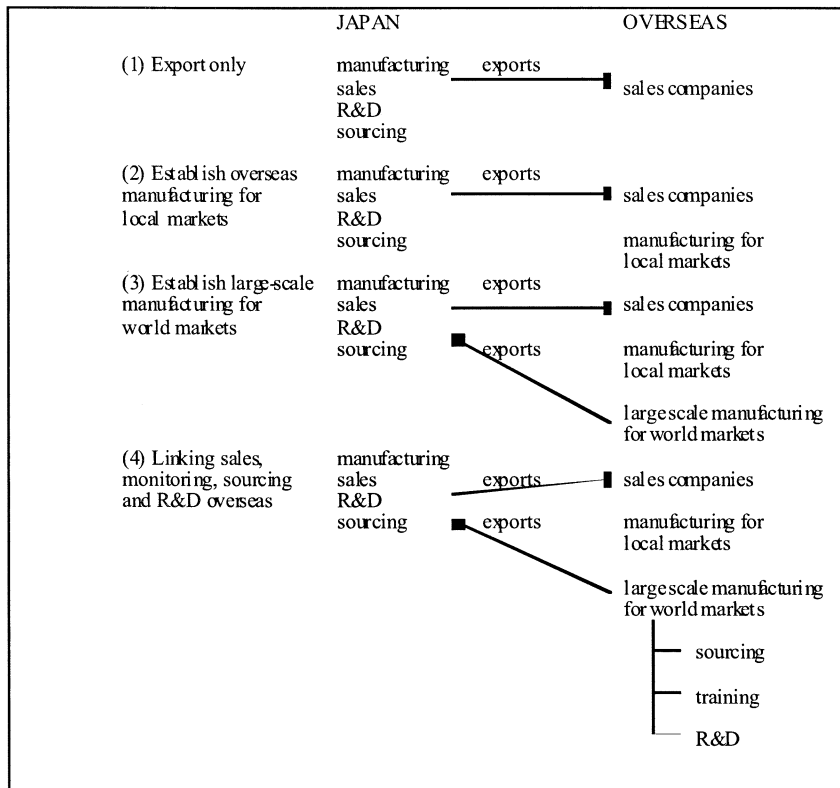 JAPAN OVERSEAS
(1) Export only manufacturing exports
sales sales companies
R&D
sourcing
(2) Establish overseas manufacturing exports
manufacturing for sales sales companies
local markets R&D
sourcing manufacturing for
local markets
(3) Establish large-scale manufacturing exports
manufacturing for sales sales companies
world markets R&D
sourcing exports manufacturing for
local markets
large scale manufacturing
for world markets
(4) Linking sales, manufacturing
monitoring, sourcing sales exports sales companies
and R&D overseas R&D
sourcing exports manufacturing for
local markets
large scale manufacturing
for world markets
sourcing
training
R&D